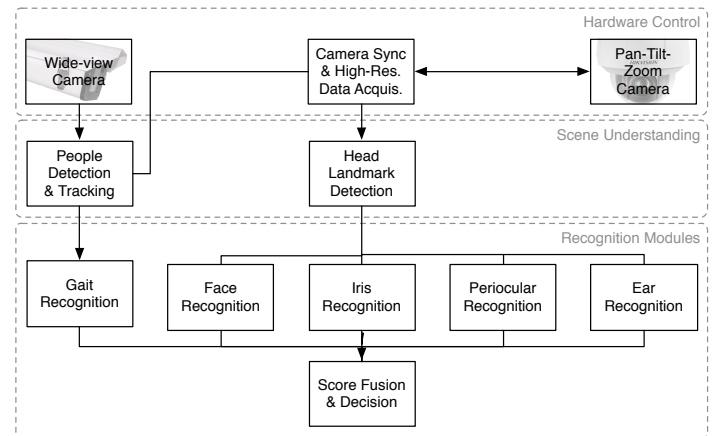 Hardware Control
Wide-view
Camera
Camera Sync
& High-Res.
Data Acquis.
HIKVISION
Pan-Tilt-
Zoom
Camera
Scene Understanding
People
Detection
& Tracking
Head
Landmark
Detection
Recognition Modules
Gait
Recognition
Face
Recognition
Iris
Recognition
Periocular
Recognition
Ear
Recognition
Score Fusion
& Decision